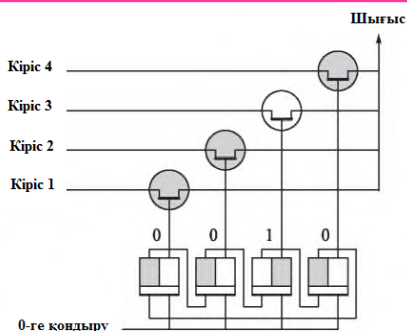 Шығыс
Кіріс 4
Кіріс 3
Кіріс 2
Кіріс 1
0 0 1 0
0-ге қондыру